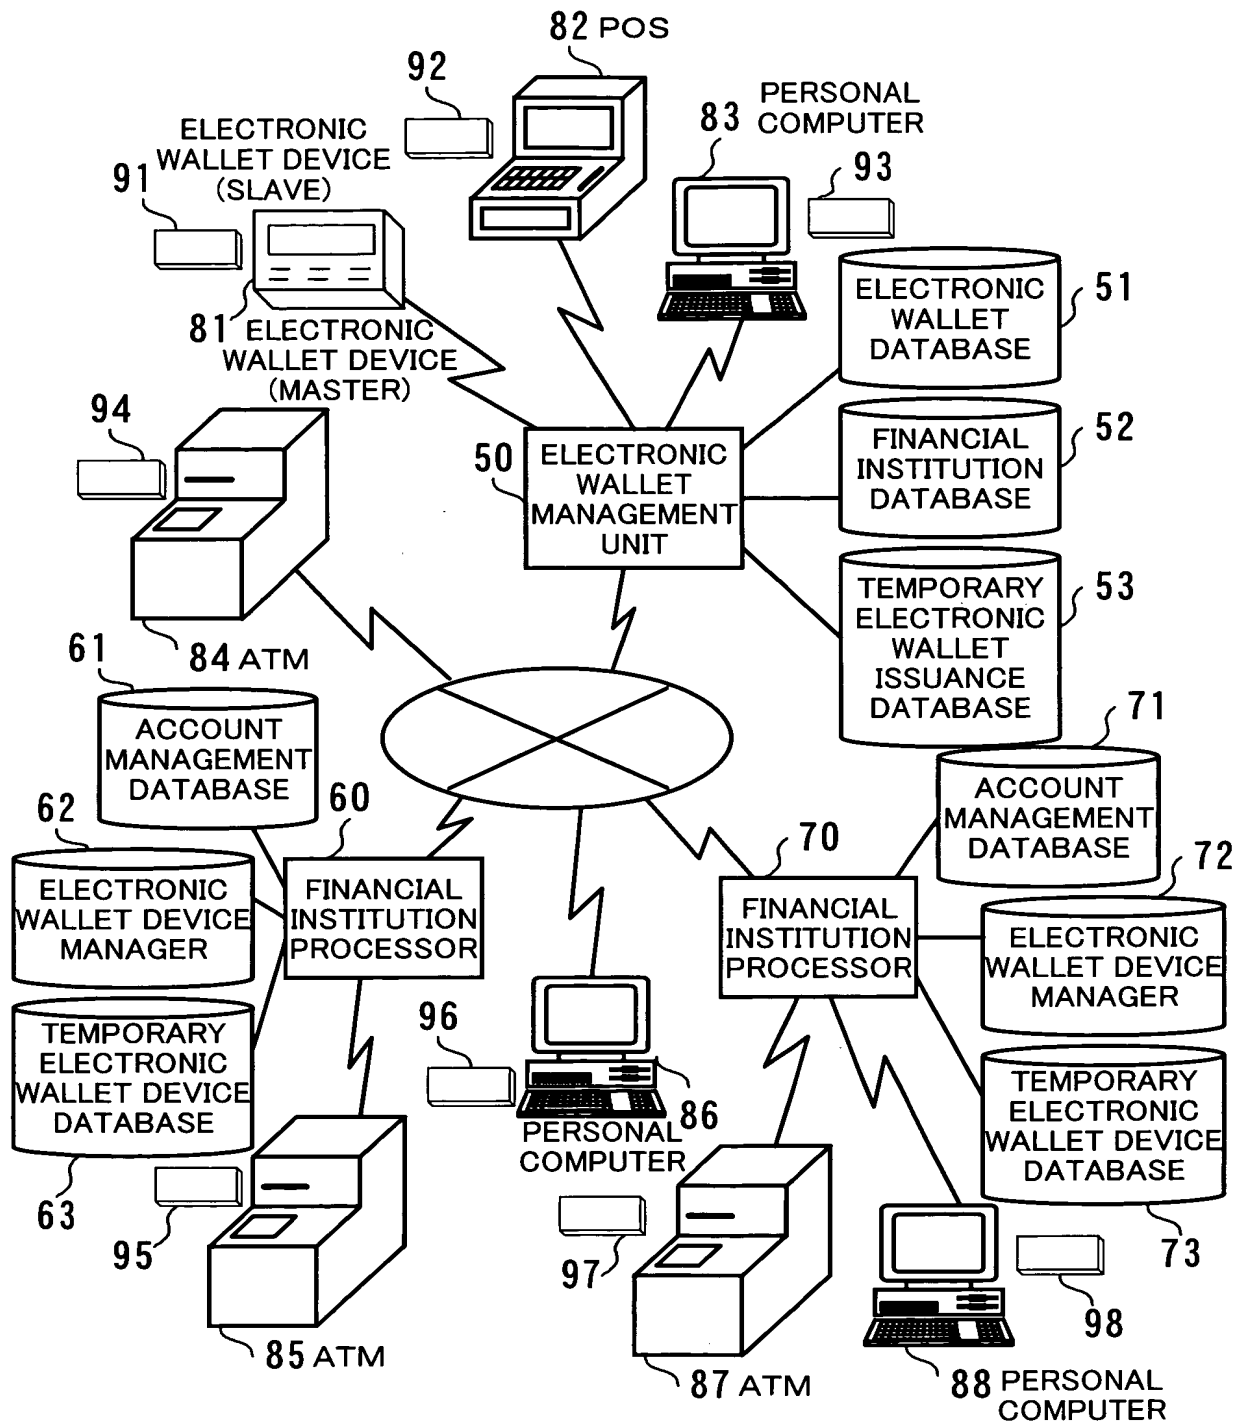 82 POS
92
PERSONAL
COMPUTER
83
93
ELECTRONIC
WALLET DEVICE
(SLAVE)
91
81
ELECTRONIC
WALLET DEVICE
(MASTER)
ELECTRONIC
WALLET
DATABASE
51
94
50
ELECTRONIC
WALLET
MANAGEMENT
UNIT
FINANCIAL
INSTITUTION
DATABASE
52
TEMPORARY
ELECTRONIC
WALLET
ISSUANCE
DATABASE
53
84 ATM
61
ACCOUNT
MANAGEMENT
DATABASE
71
ACCOUNT
MANAGEMENT
DATABASE
62
ELECTRONIC
WALLET DEVICE
MANAGER
60
FINANCIAL
INSTITUTION
PROCESSOR
70
FINANCIAL
INSTITUTION
PROCESSOR
72
ELECTRONIC
WALLET DEVICE
MANAGER
TEMPORARY
ELECTRONIC
WALLET DEVICE
DATABASE
63
96
86
PERSONAL
COMPUTER
TEMPORARY
ELECTRONIC
WALLET DEVICE
DATABASE
73
95
85 ATM
97
87 ATM
98
88 PERSONAL
COMPUTER